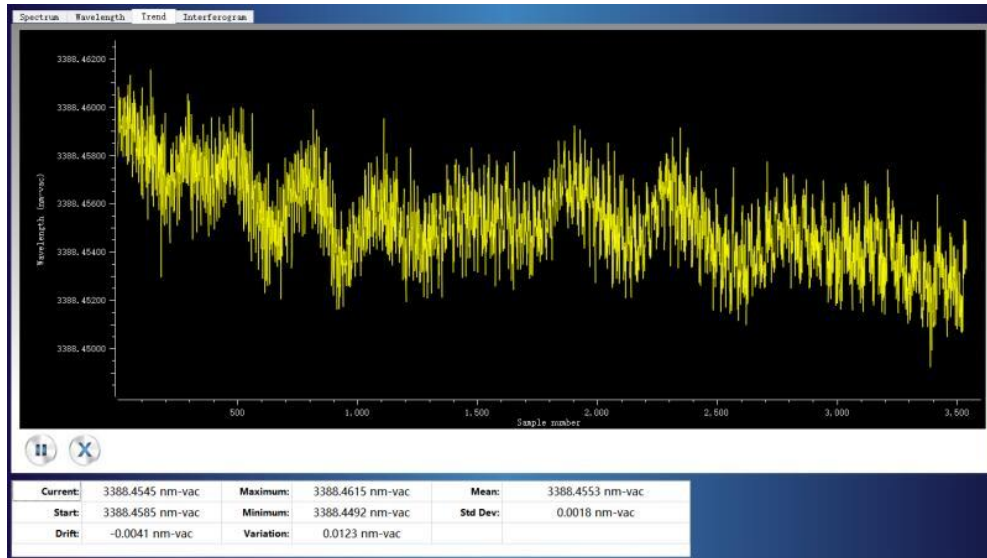 Spectrum Wavelength Trend Interferogram
3388.46200
3388.46000
3388.45800
3388.45600
3388.45400
3388.45200
3388.45000
Wavelength (nm-vac)
500 1,000 1,500 2,000 2,500 3,000 3,500
Sample number
Current: 3388.4545 nm-vac Maximum: 3388.4615 nm-vac Mean: 3388.4553 nm-vac
Start: 3388.4585 nm-vac Minimum: 3388.4492 nm-vac Std Dev: 0.0018 nm-vac
Drift: -0.0041 nm-vac Variation: 0.0123 nm-vac